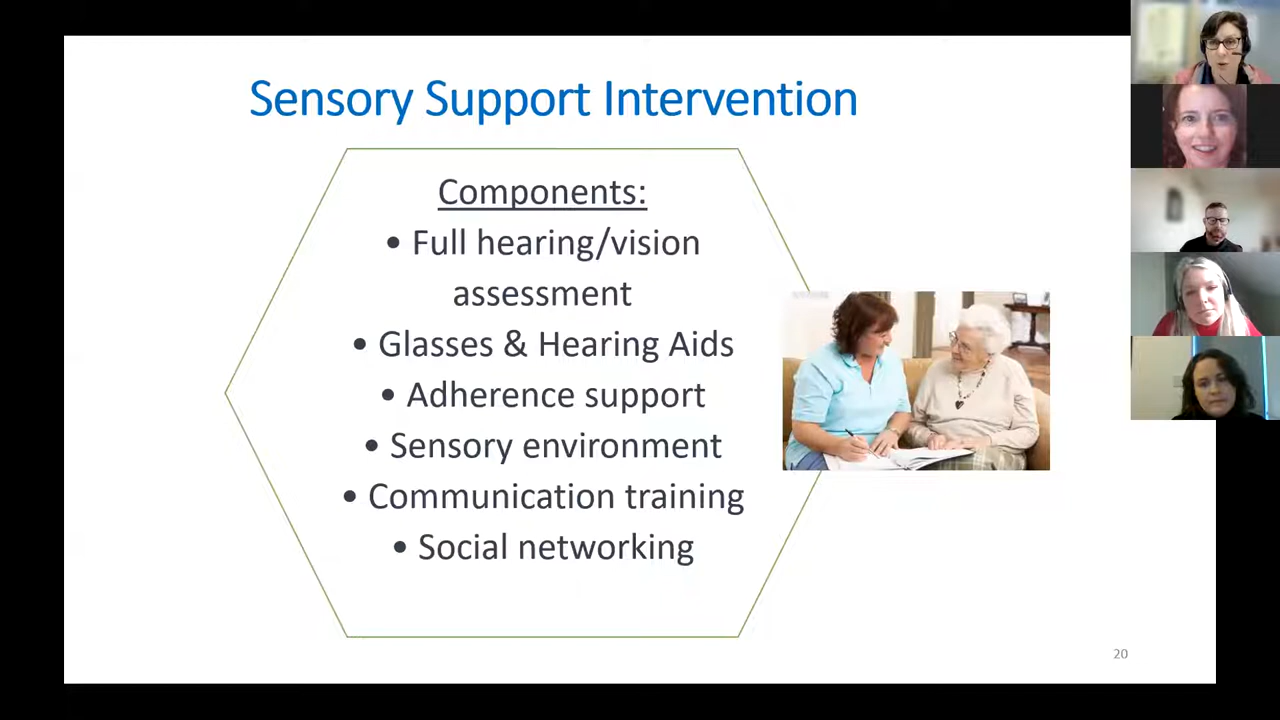 Sensory Support Intervention
Components:
• Full hearing/vision
assessment
• Glasses & Hearing Aids
• Adherence support
• Sensory environment
• Communication training
• Social networking
20